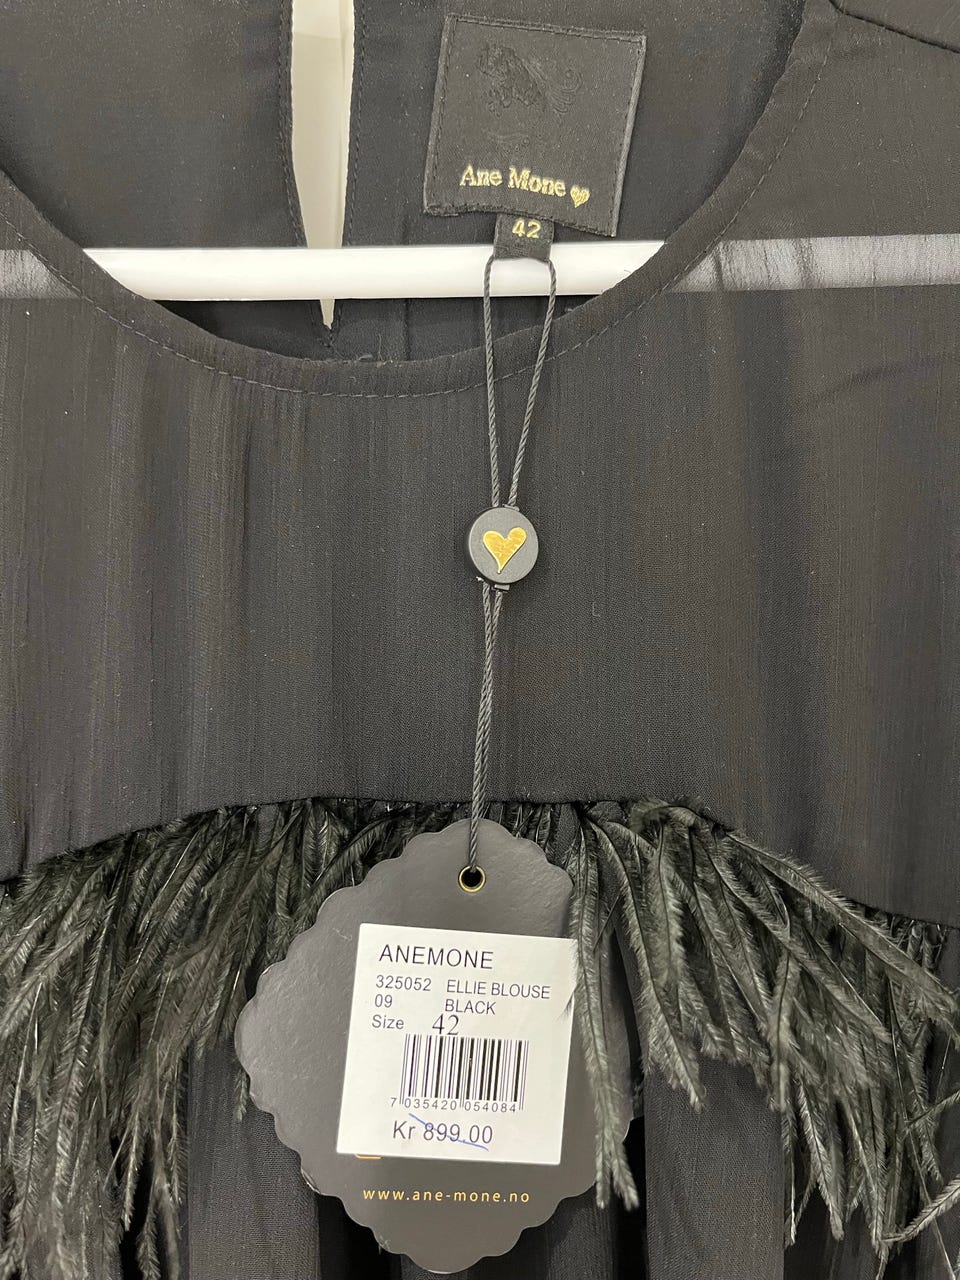 Ane Mone
42
ANEMONE
325052 ELLIE BLOUSE
09 BLACK
Size 42
7 035420 054084
Kr 899.00
www.ane-mone.no